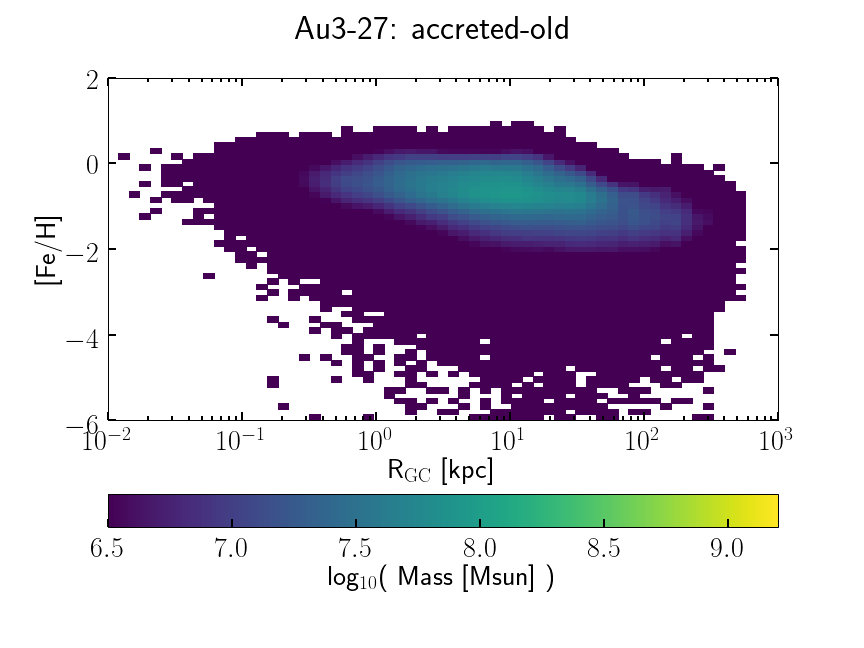 Au3-27: accreted-old
2
0
−2
−4
−6
[Fe/H]
10⁻² 10⁻¹ 10⁰ 10¹ 10² 10³
R_GC [kpc]
6.5 7.0 7.5 8.0 8.5 9.0
log₁₀( Mass [Msun] )